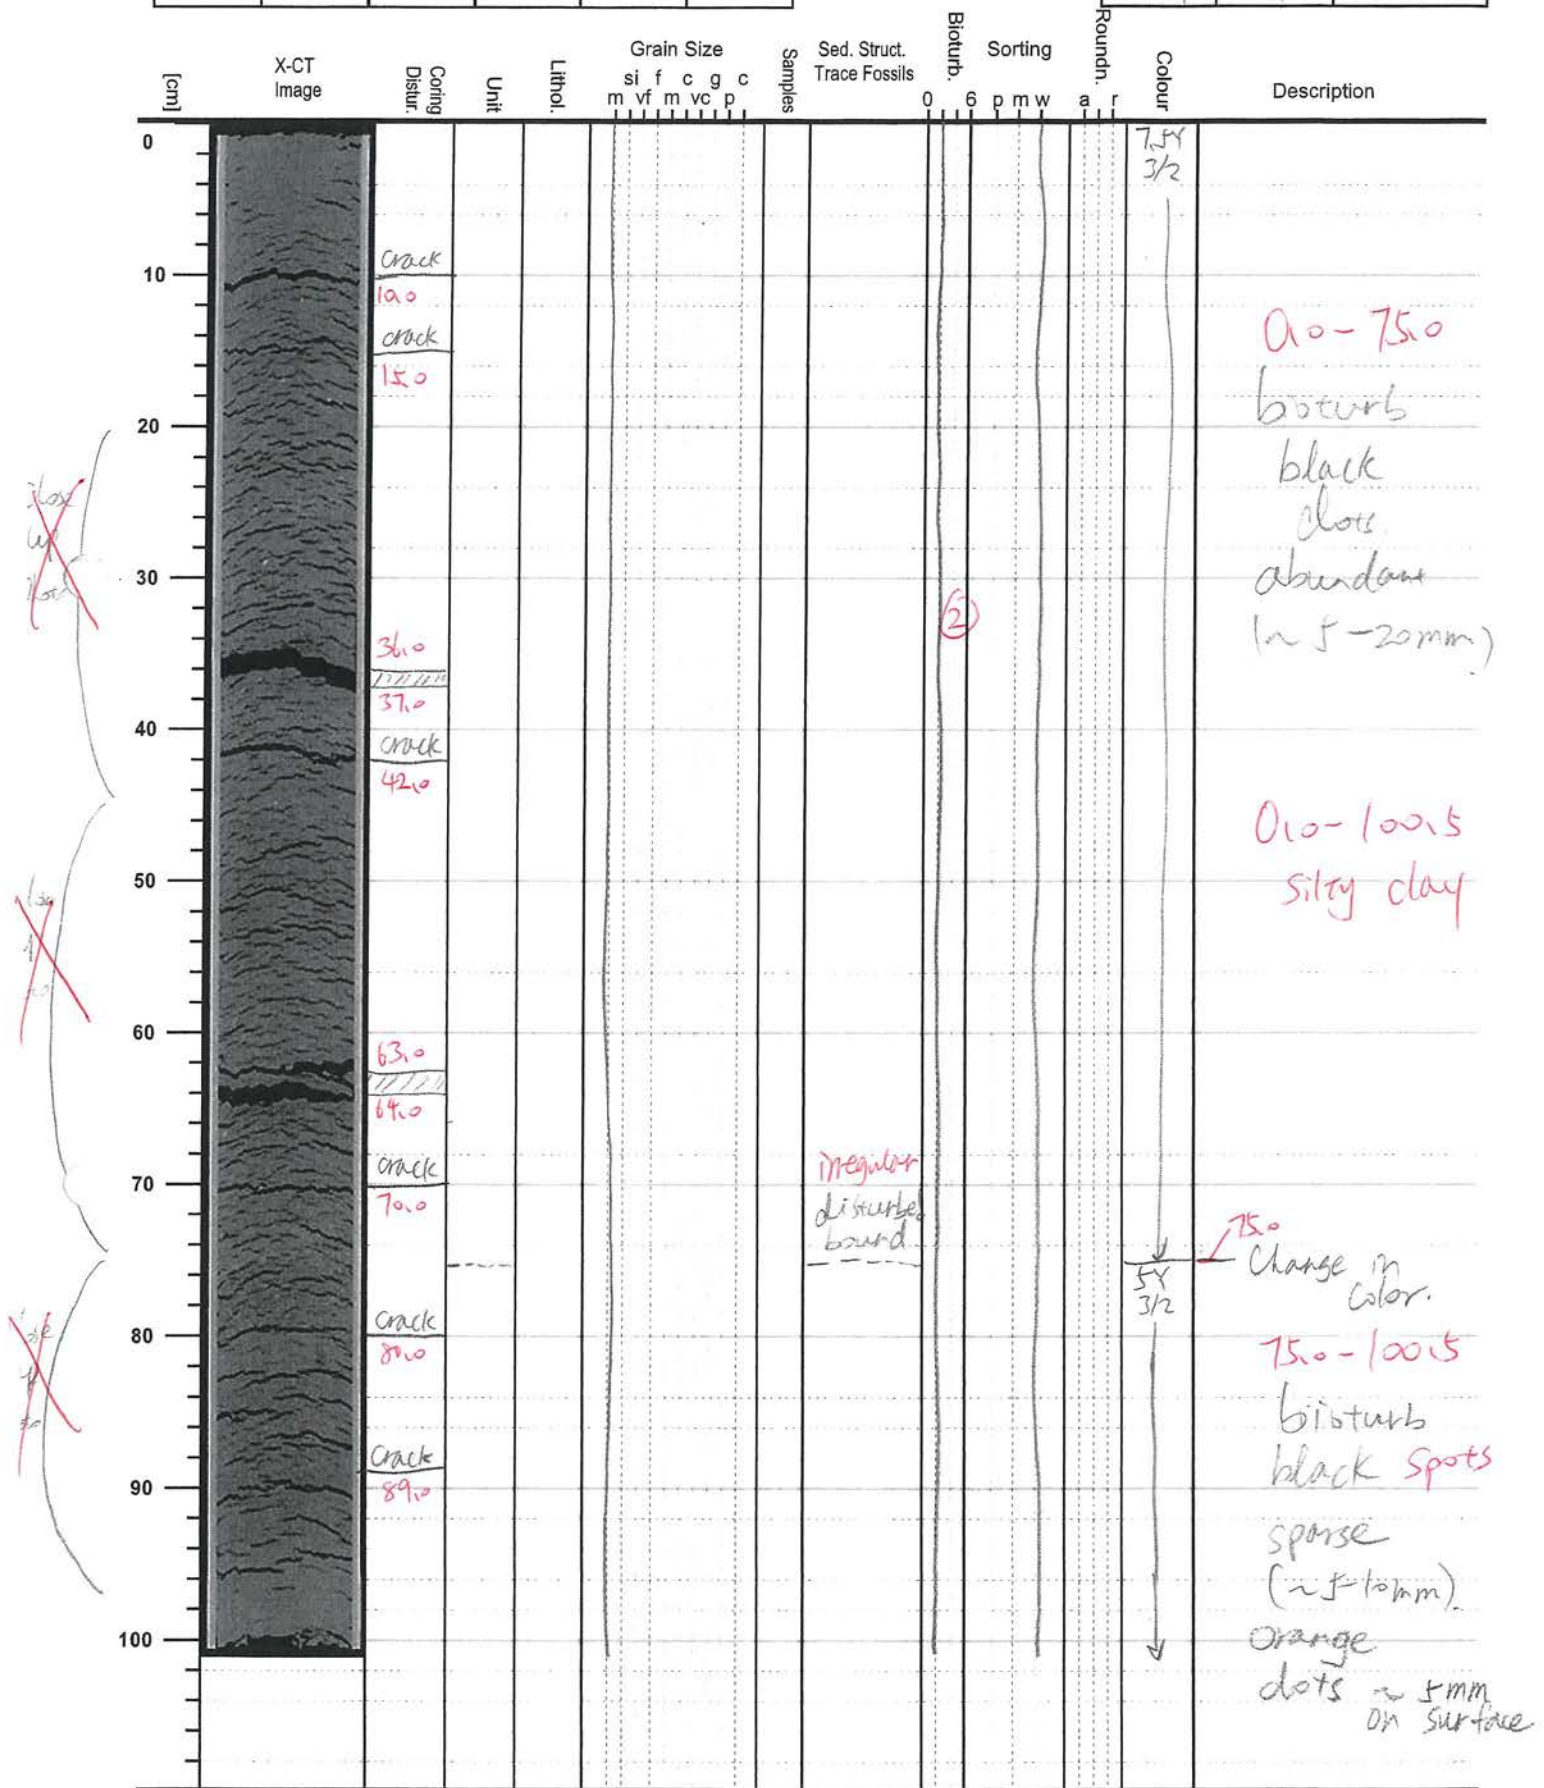 [cm]
X-CT
Image
Coring
Distur.
Unit
Lithol.
Grain Size
si f c g c
m vf m vc p
Samples
Sed. Struct.
Trace Fossils
Bioturb.
0 6
Sorting
p m w
Roundn.
a r
Colour
Description
0
7.5Y
3/2
crack
10
10.0
crack
15.0
0.0-75.0
bioturb
20
black
dots
abundant
30
(~5-20mm)
2
36.0
37.0
40
crack
42.0
0.0-100.5
silty clay
50
60
63.0
64.0
crack
70
70.0
irregular
disturbed
bound
75.0
Change in
color.
5Y
3/2
crack
80
80.0
75.0-100.5
bioturb
black spots
crack
89.0
90
sparse
(~5-10mm)
100
orange
dots ~5mm
on surface